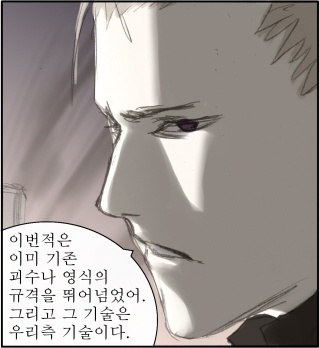 이번적은
이미 기존
괴수나 영식의
규격을 뛰어넘었어.
그리고 그 기술은
우리측 기술이다.